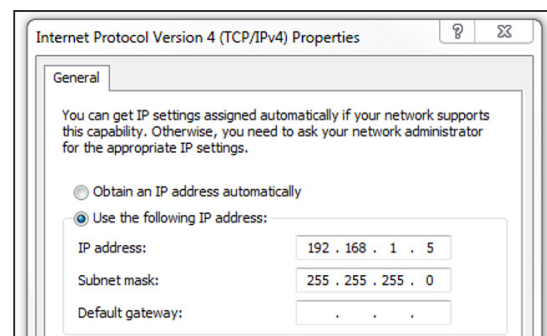 Internet Protocol Version 4 (TCP/IPv4) Properties
?
General
You can get IP settings assigned automatically if your network supports
this capability. Otherwise, you need to ask your network administrator
for the appropriate IP settings.
Obtain an IP address automatically
Use the following IP address:
IP address: 192 . 168 . 1 . 5
Subnet mask: 255 . 255 . 255 . 0
Default gateway: . . .